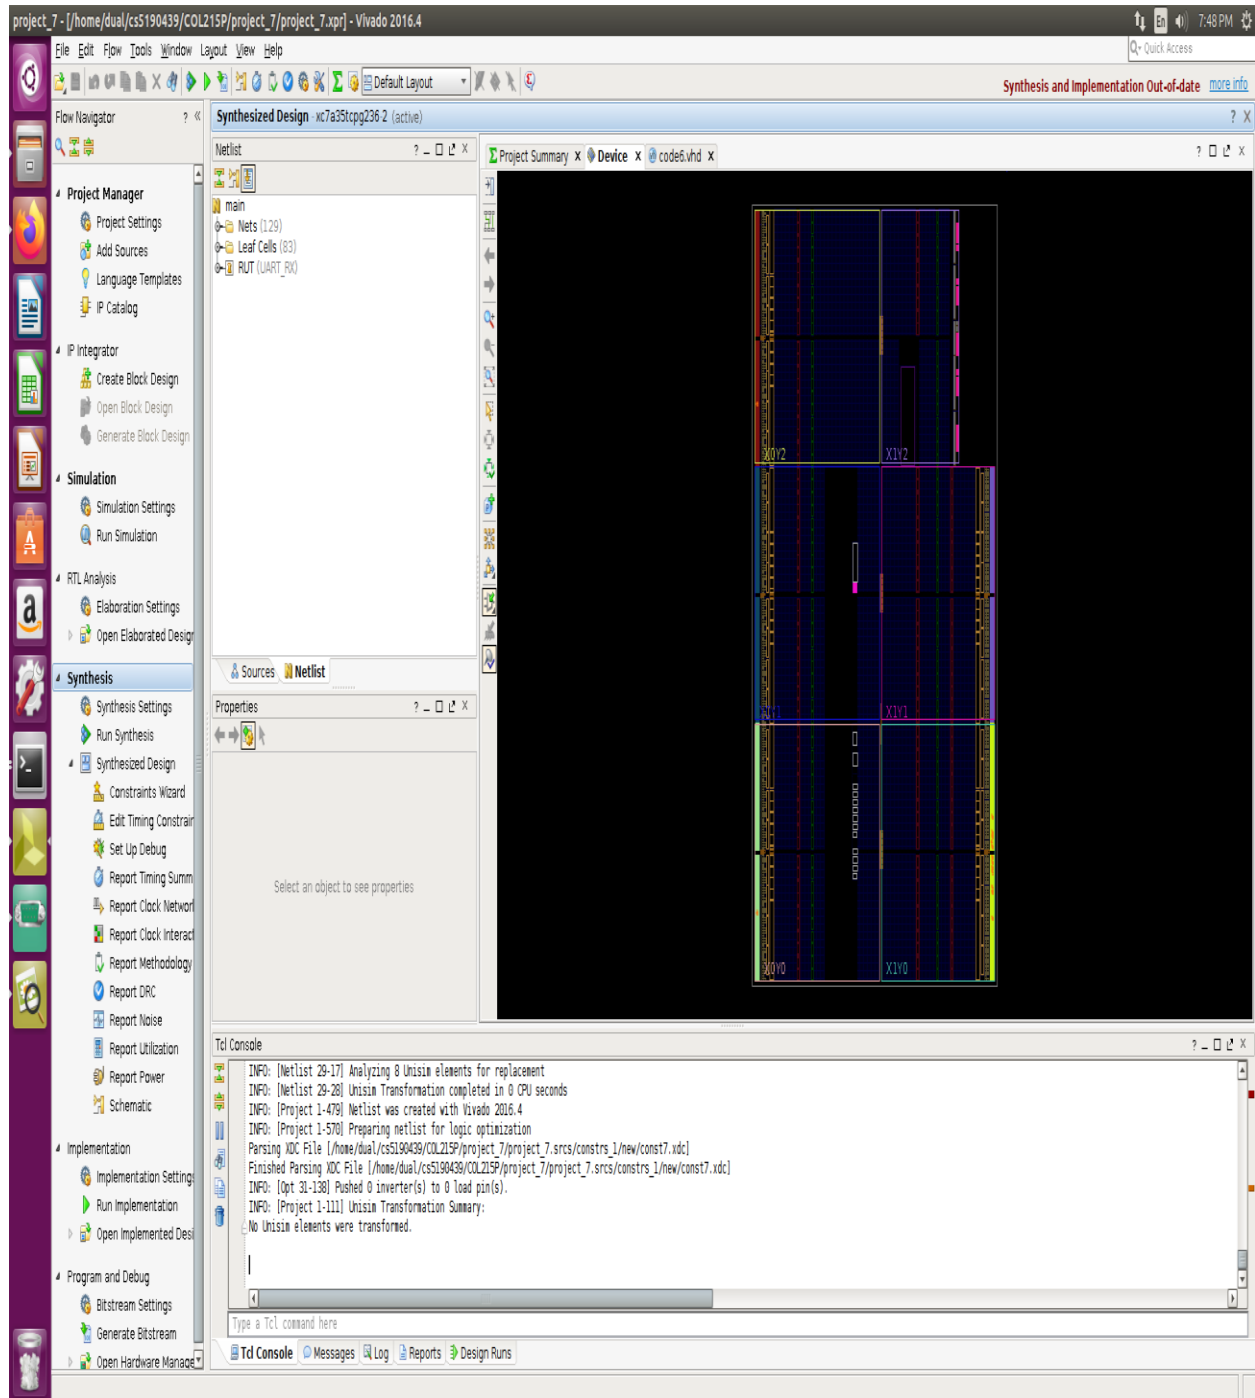 project_7 - [/home/dual/cs5190439/COL215P/project_7/project_7.xpr] - Vivado 2016.4
En 7:48 PM
File Edit Flow Tools Window Layout View Help
Quick Access
Default Layout
Synthesis and Implementation Out-of-date more info
Flow Navigator ? «
Synthesized Design - xc7a35tcpg236-2 (active) ? X
Netlist
Project Summary x Device x code6.vhd x
main
Nets (129)
Leaf Cells (83)
RUT (UART_RX)
Project Manager
Project Settings
Add Sources
Language Templates
IP Catalog
IP Integrator
Create Block Design
Open Block Design
Generate Block Design
Simulation
Simulation Settings
Run Simulation
RTL Analysis
Elaboration Settings
Open Elaborated Desigr
Synthesis
Synthesis Settings
Run Synthesis
Synthesized Design
Constraints Wizard
Edit Timing Constrair
Set Up Debug
Report Timing Summ
Report Clock Networl
Report Clock Interact
Report Methodology
Report DRC
Report Noise
Report Utilization
Report Power
Schematic
Implementation
Implementation Setting:
Run Implementation
Open Implemented Desi
Program and Debug
Bitstream Settings
Generate Bitstream
Open Hardware Manage
Sources Netlist
Properties
Select an object to see properties
X0Y2 X1Y2
X0Y1 X1Y1
X0Y0 X1Y0
Tcl Console
INFO: [Netlist 29-17] Analyzing 8 Unisim elements for replacement
INFO: [Netlist 29-28] Unisim Transformation completed in 0 CPU seconds
INFO: [Project 1-479] Netlist was created with Vivado 2016.4
INFO: [Project 1-570] Preparing netlist for logic optimization
Parsing XDC File [/home/dual/cs5190439/COL215P/project_7/project_7.srcs/constrs_1/new/const7.xdc]
Finished Parsing XDC File [/home/dual/cs5190439/COL215P/project_7/project_7.srcs/constrs_1/new/const7.xdc]
INFO: [Opt 31-138] Pushed 0 inverter(s) to 0 load pin(s).
INFO: [Project 1-111] Unisim Transformation Summary:
No Unisim elements were transformed.
Type a Tcl command here
Tcl Console Messages Log Reports Design Runs